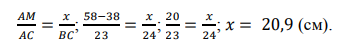 AM/AC = x/BC; 58−38/23 = x/24; 20/23 = x/24; x = 20,9 (см).